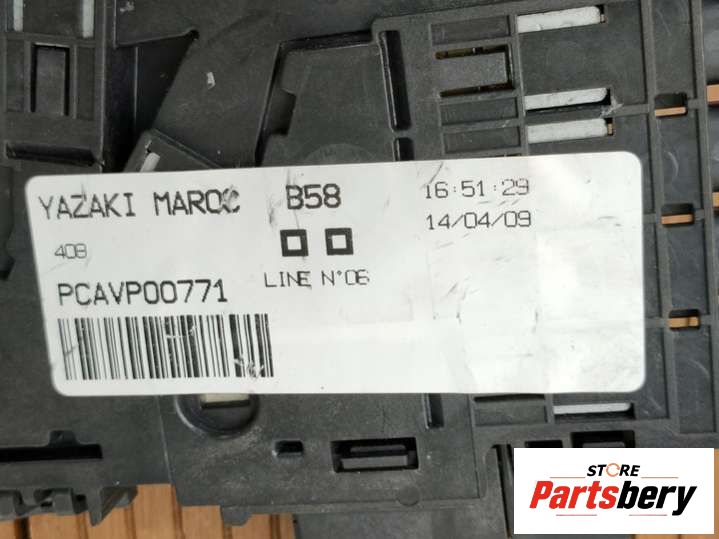 YAZAKI MAROC B58 16:51:29
14/04/09
408
LINE N°06
PCAVP00771
STORE
Partsbery